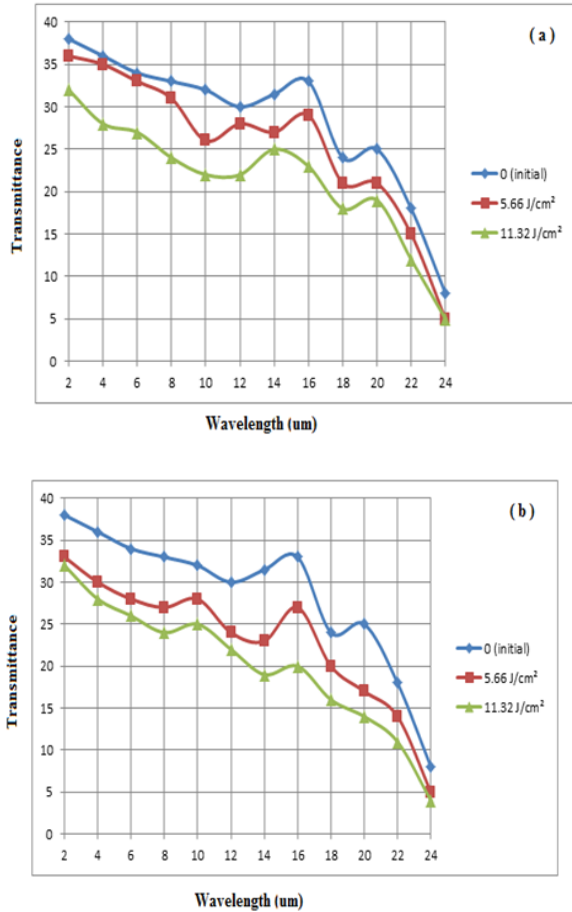 ( a )
40
35
30
25
20
15
10
5
0
Transmittance
0 (initial)
5.66 J/cm²
11.32 J/cm²
2 4 6 8 10 12 14 16 18 20 22 24
Wavelength (um)
( b )
40
35
30
25
20
15
10
5
0
Transmittance
0 (initial)
5.66 J/cm²
11.32 J/cm²
2 4 6 8 10 12 14 16 18 20 22 24
Wavelength (um)